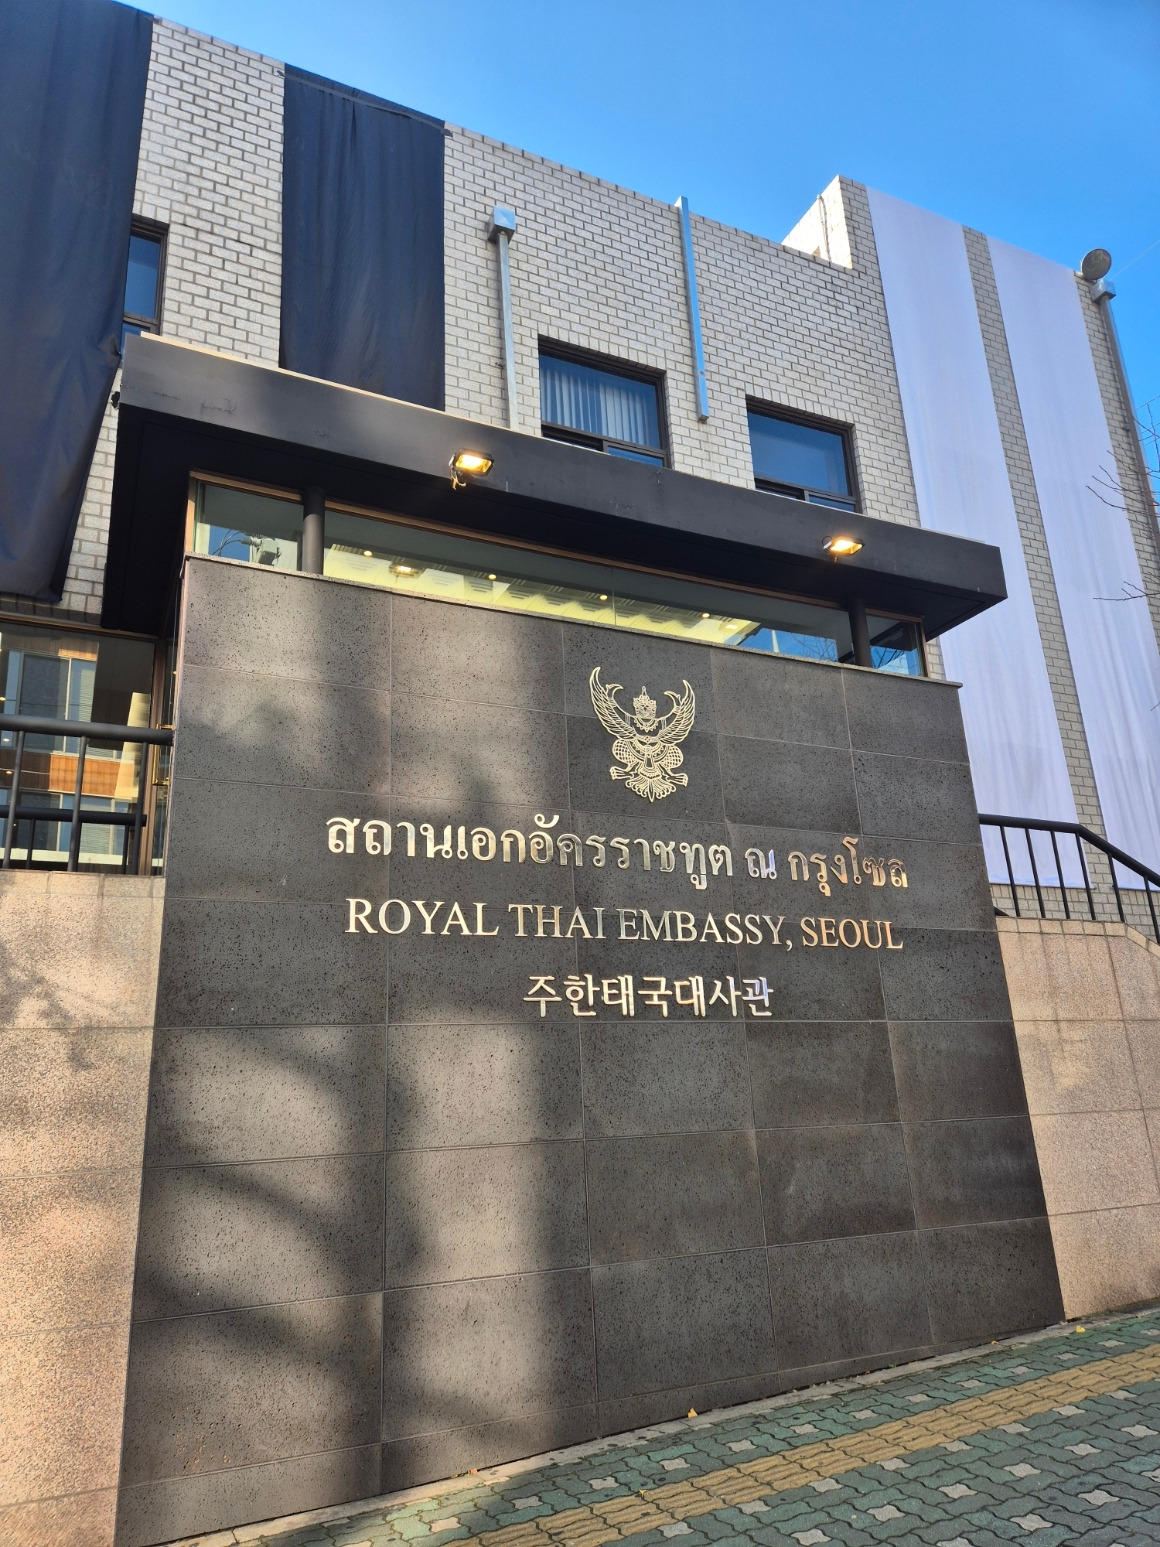 สถานเอกอัครราชทูต ณ กรุงโซล
ROYAL THAI EMBASSY, SEOUL
주한태국대사관